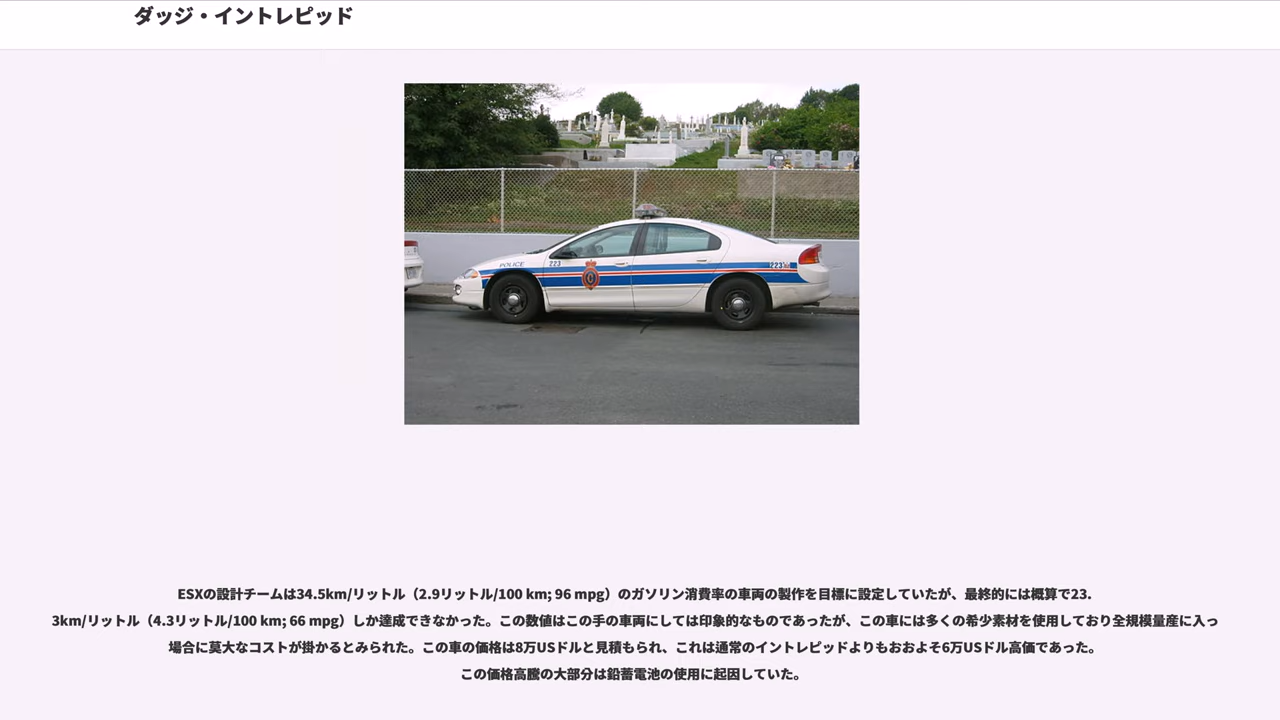 ダッジ・イントレピッド
POLICE
223
223
ESXの設計チームは34.5km/リットル（2.9リットル/100 km; 96 mpg）のガソリン消費率の車両の製作を目標に設定していたが、最終的には概算で23.
3km/リットル（4.3リットル/100 km; 66 mpg）しか達成できなかった。この数値はこの手の車両にしては印象的なものであったが、この車には多くの希少素材を使用しており全規模量産に入っ
場合に莫大なコストが掛かるとみられた。この車の価格は8万USドルと見積もられ、これは通常のイントレピッドよりもおおよそ6万USドル高価であった。
この価格高騰の大部分は鉛蓄電池の使用に起因していた。